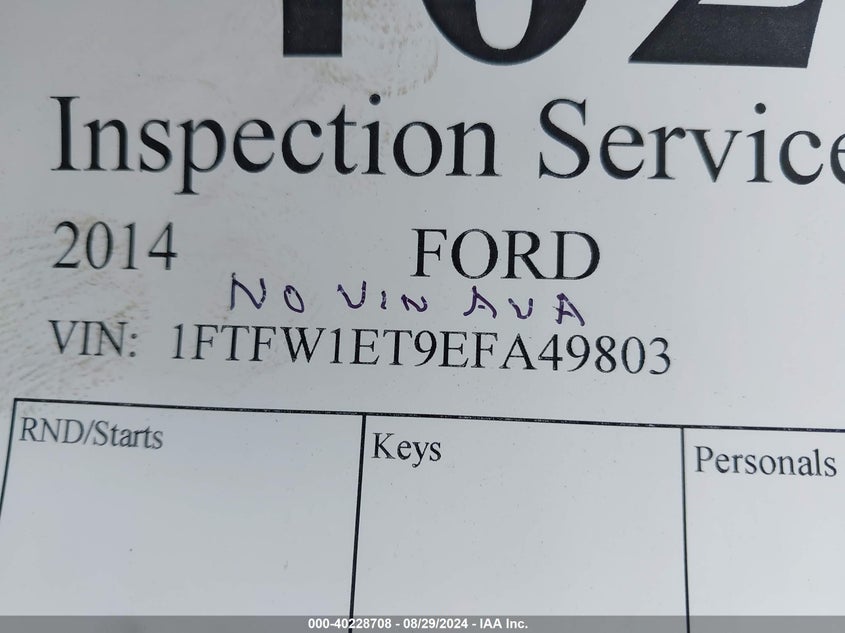 Inspection Service
2014 FORD
NO VIN AVA
VIN: 1FTFW1ET9EFA49803
RND/Starts Keys Personals
000-40228708 - 08/29/2024 - IAA Inc.